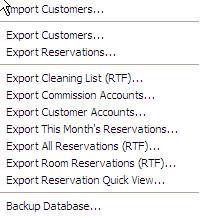 Import Customers...
Export Customers...
Export Reservations...
Export Cleaning List (RTF)...
Export Commission Accounts...
Export Customer Accounts...
Export This Month's Reservations...
Export All Reservations (RTF)...
Export Room Reservations (RTF)...
Export Reservation Quick View...
Backup Database...